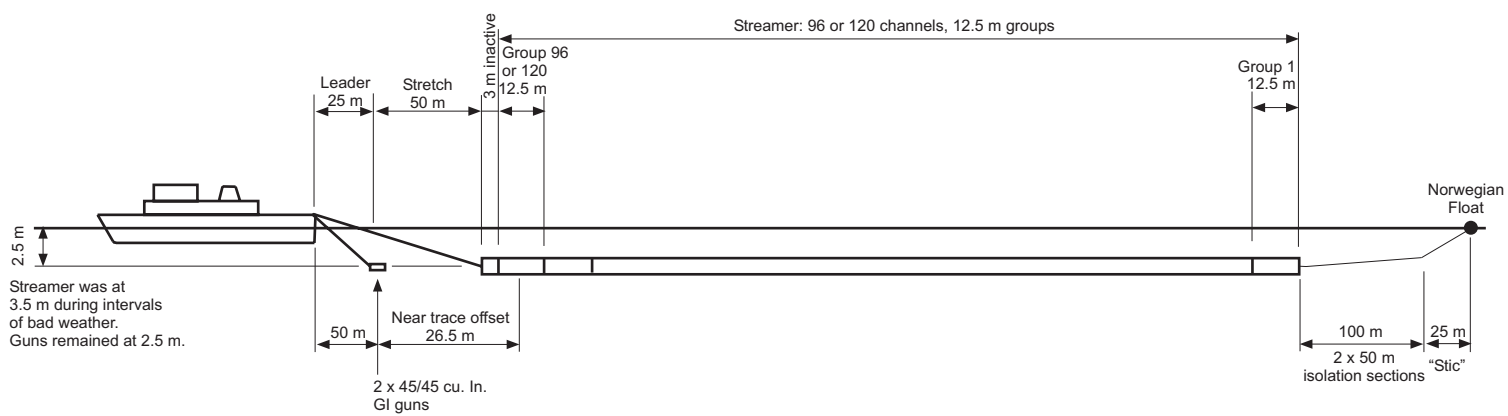 Streamer: 96 or 120 channels, 12.5 m groups
3 m inactive
Group 96
or 120
12.5 m
Group 1
12.5 m
Leader
25 m
Stretch
50 m
Norwegian
Float
2.5 m
Streamer was at
3.5 m during intervals
of bad weather.
Guns remained at 2.5 m.
50 m
Near trace offset
26.5 m
100 m
2 x 50 m
isolation sections
25 m
“Stic”
2 x 45/45 cu. In.
GI guns